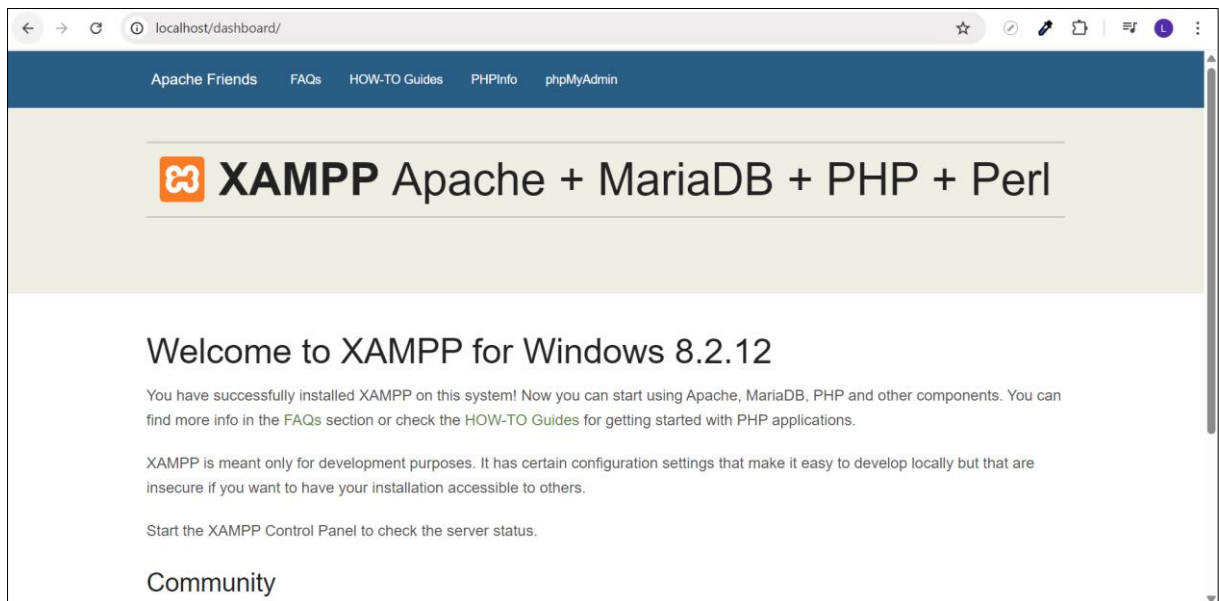 localhost/dashboard/
L
Apache Friends FAQs HOW-TO Guides PHPInfo phpMyAdmin
XAMPP Apache + MariaDB + PHP + Perl
Welcome to XAMPP for Windows 8.2.12
You have successfully installed XAMPP on this system! Now you can start using Apache, MariaDB, PHP and other components. You can
find more info in the FAQs section or check the HOW-TO Guides for getting started with PHP applications.
XAMPP is meant only for development purposes. It has certain configuration settings that make it easy to develop locally but that are
insecure if you want to have your installation accessible to others.
Start the XAMPP Control Panel to check the server status.
Community